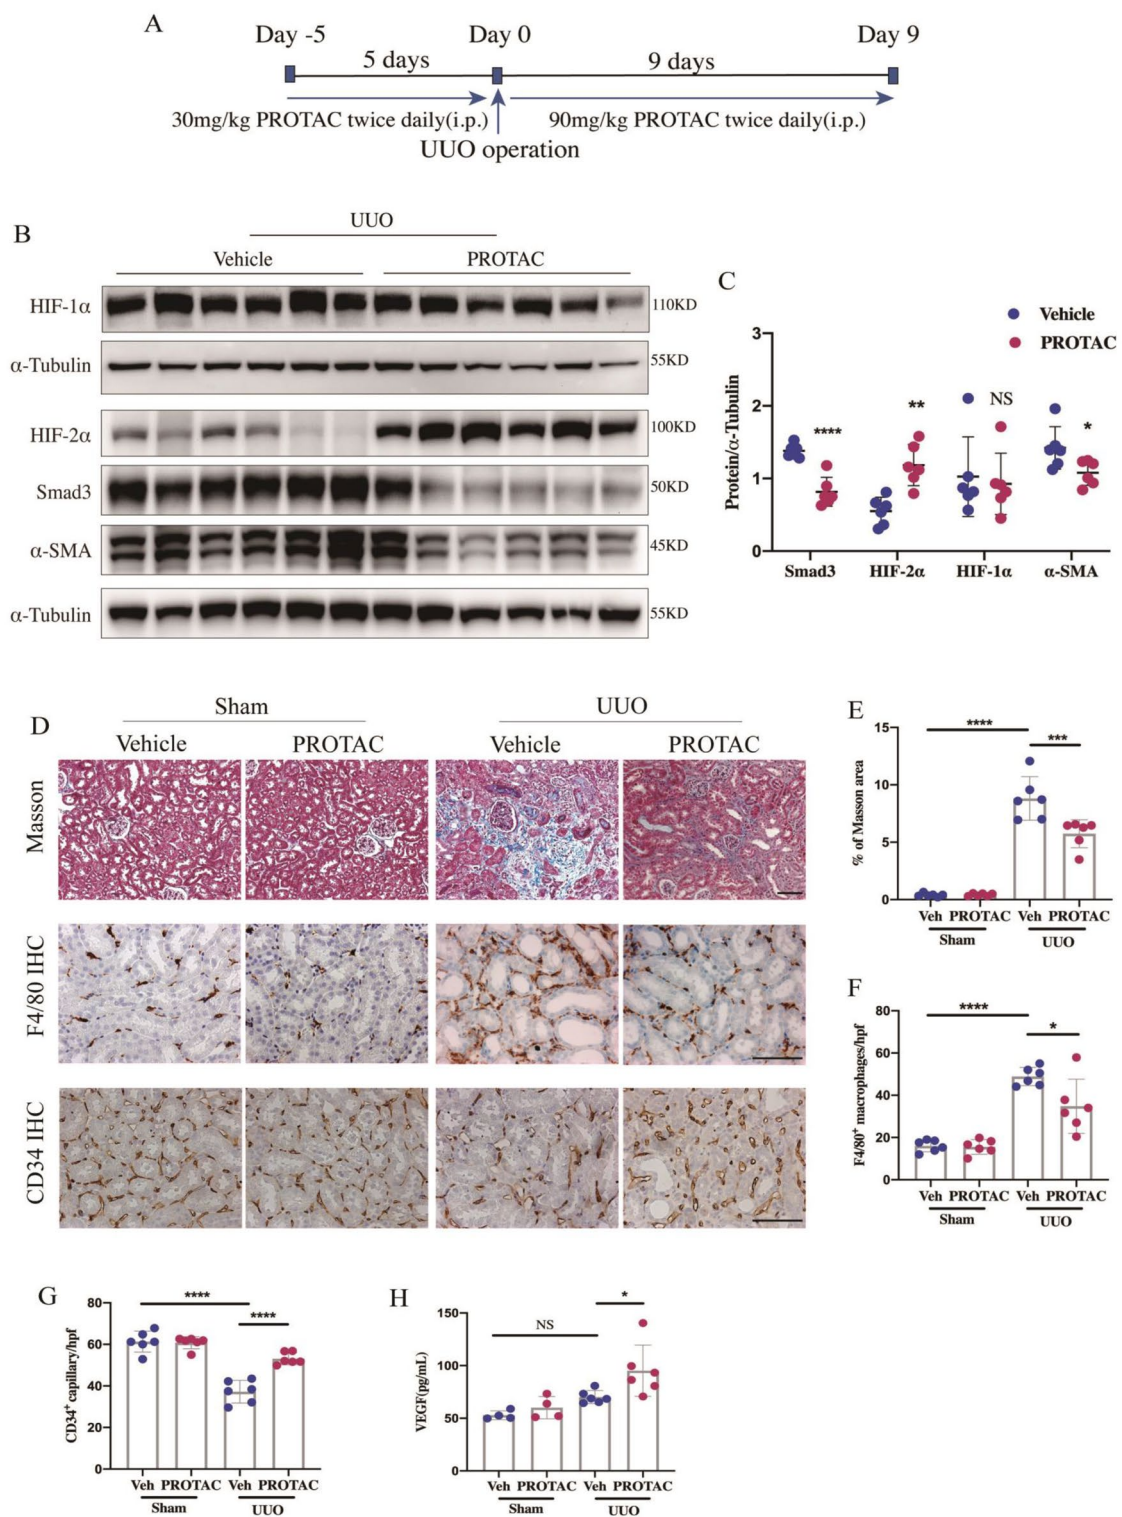 A
Day -5
Day 0
Day 9
5 days
9 days
30mg/kg PROTAC twice daily(i.p.)
90mg/kg PROTAC twice daily(i.p.)
UUO operation
B
UUO
Vehicle
PROTAC
HIF-1α
110KD
α-Tubulin
55KD
HIF-2α
100KD
Smad3
50KD
α-SMA
45KD
α-Tubulin
55KD
C
Vehicle
PROTAC
Protein/α-Tubulin
3
2
1
0
****
**
NS
*
Smad3
HIF-2α
HIF-1α
α-SMA
D
Sham
UUO
Vehicle
PROTAC
Vehicle
PROTAC
Masson
F4/80 IHC
CD34 IHC
E
% of Masson area
15
10
5
0
****
***
Veh PROTAC Veh PROTAC
Sham
UUO
F
F4/80+ macrophages/hpf
80
60
40
20
0
****
*
Veh PROTAC Veh PROTAC
Sham
UUO
G
CD34+ capillary/hpf
80
60
40
20
0
****
****
Veh PROTAC Veh PROTAC
Sham
UUO
H
VEGF(pg/mL)
150
100
50
0
NS
*
Veh PROTAC Veh PROTAC
Sham
UUO